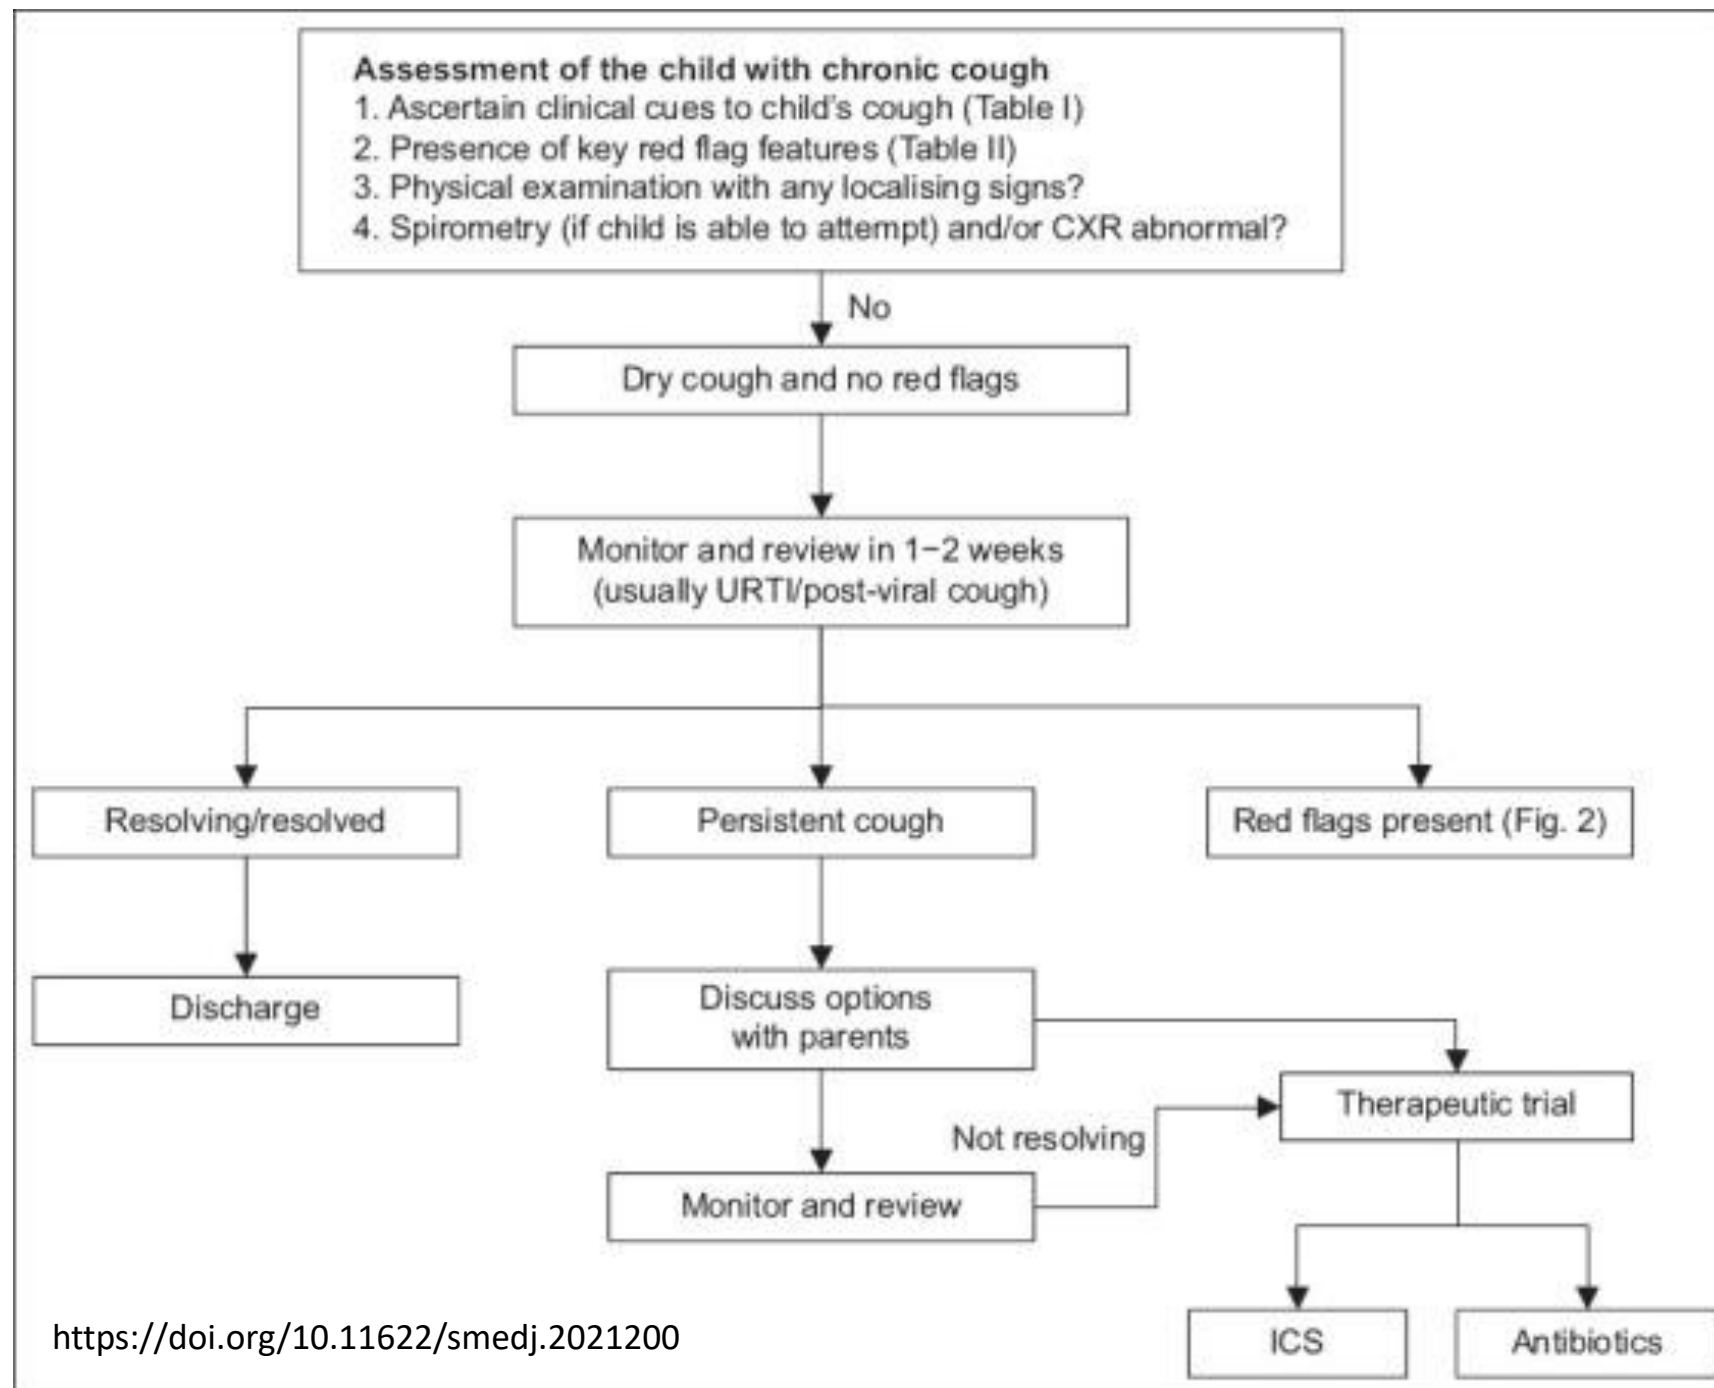 Assessment of the child with chronic cough
1. Ascertain clinical cues to child's cough (Table I)
2. Presence of key red flag features (Table II)
3. Physical examination with any localising signs?
4. Spirometry (if child is able to attempt) and/or CXR abnormal?
No
Dry cough and no red flags
Monitor and review in 1−2 weeks
(usually URTI/post-viral cough)
Resolving/resolved
Persistent cough
Red flags present (Fig. 2)
Discharge
Discuss options
with parents
Therapeutic trial
Not resolving
Monitor and review
ICS
Antibiotics
https://doi.org/10.11622/smedj.2021200